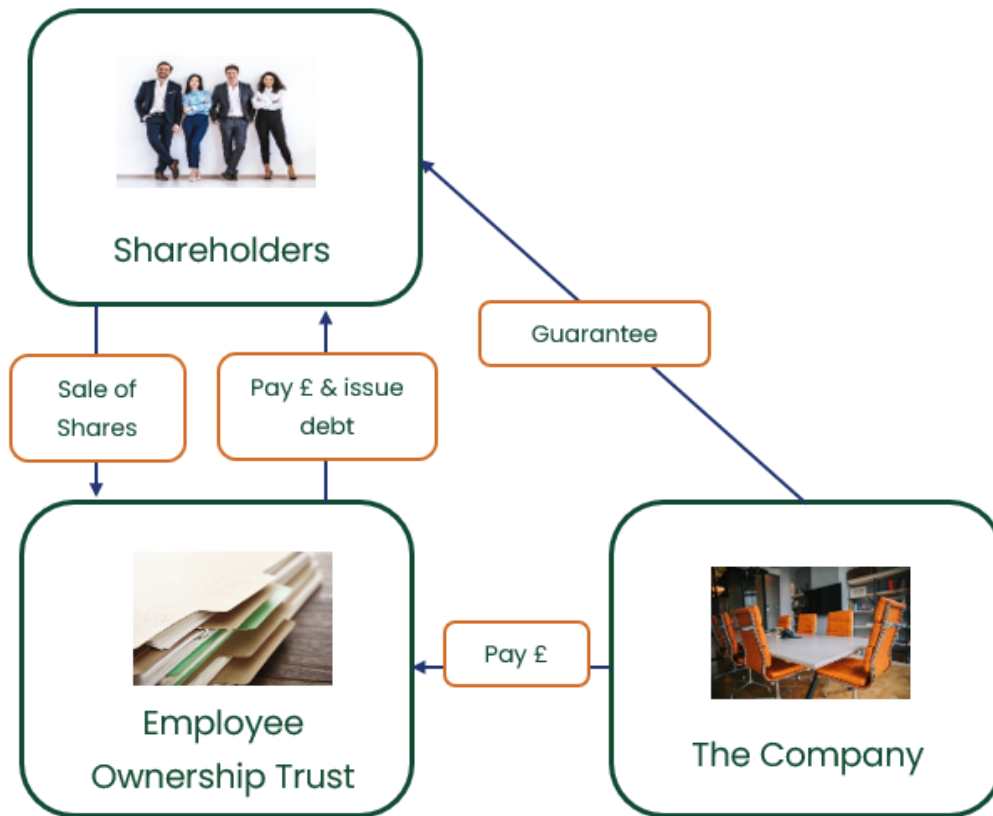 Shareholders
Guarantee
Sale of
Shares
Pay £ & issue
debt
Pay £
Employee
Ownership Trust
The Company